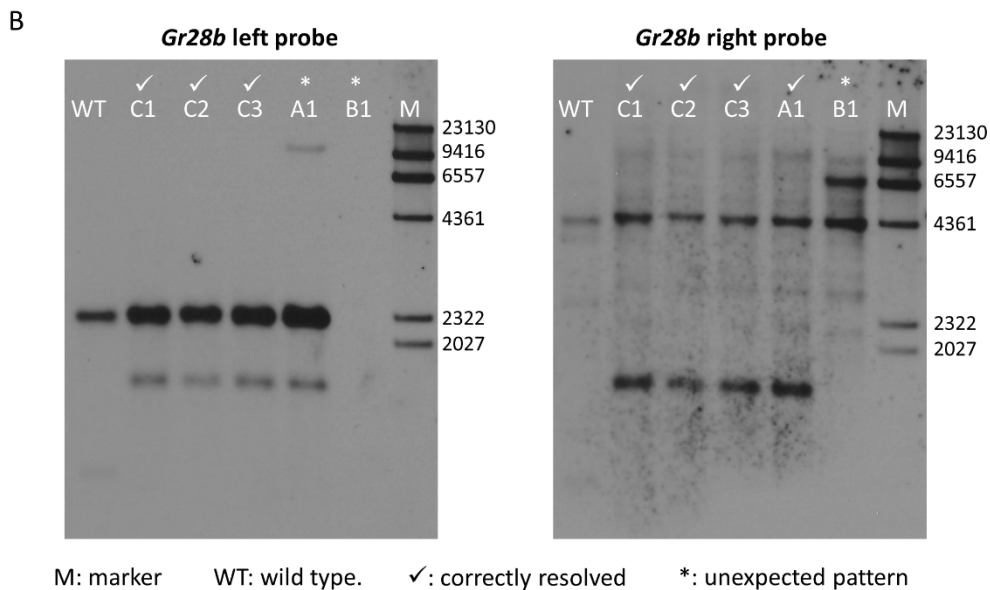 B
Gr28b left probe
Gr28b right probe
✓ ✓ ✓ * *
WT C1 C2 C3 A1 B1 M
23130
9416
6557
4361
2322
2027
✓ ✓ ✓ ✓ *
WT C1 C2 C3 A1 B1 M
23130
9416
6557
4361
2322
2027
M: marker WT: wild type. ✓: correctly resolved *: unexpected pattern